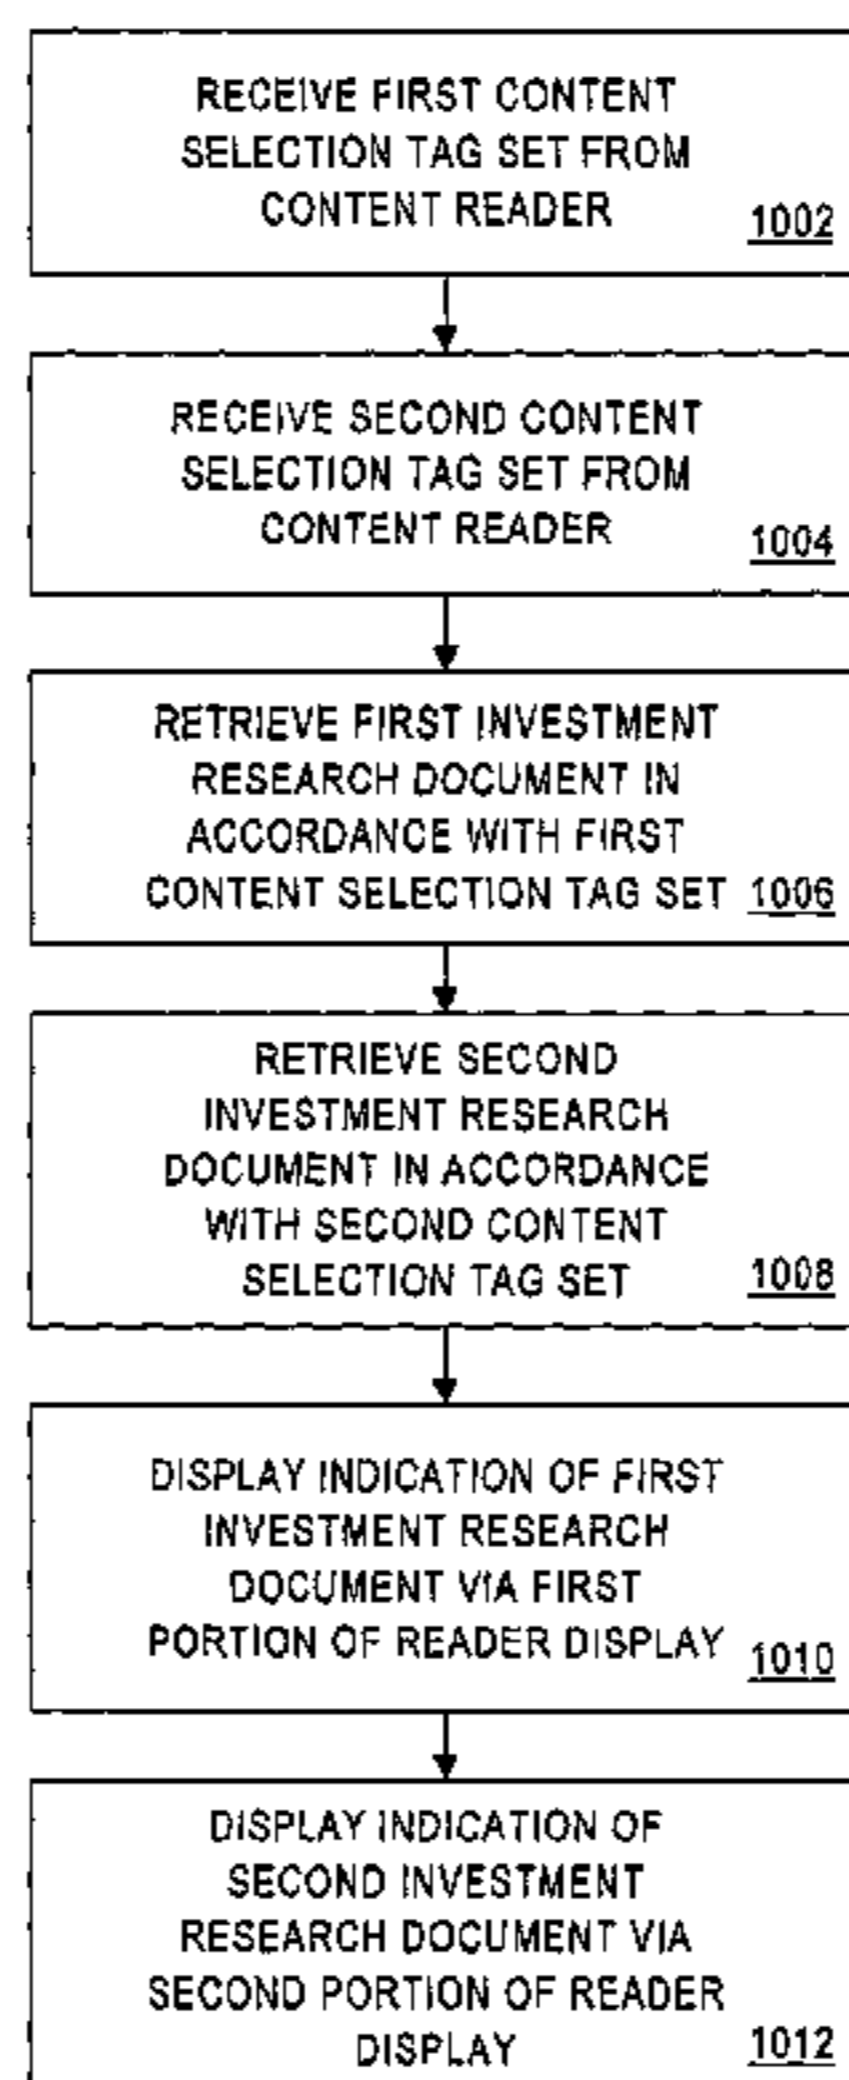 RECEIVE FIRST CONTENT
SELECTION TAG SET FROM
CONTENT READER
1002
RECEIVE SECOND CONTENT
SELECTION TAG SET FROM
CONTENT READER
1004
RETRIEVE FIRST INVESTMENT
RESEARCH DOCUMENT IN
ACCORDANCE WITH FIRST
CONTENT SELECTION TAG SET 1006
RETRIEVE SECOND
INVESTMENT RESEARCH
DOCUMENT IN ACCORDANCE
WITH SECOND CONTENT
SELECTION TAG SET 1008
DISPLAY INDICATION OF FIRST
INVESTMENT RESEARCH
DOCUMENT VIA FIRST
PORTION OF READER DISPLAY 1010
DISPLAY INDICATION OF
SECOND INVESTMENT
RESEARCH DOCUMENT VIA
SECOND PORTION OF READER
DISPLAY 1012